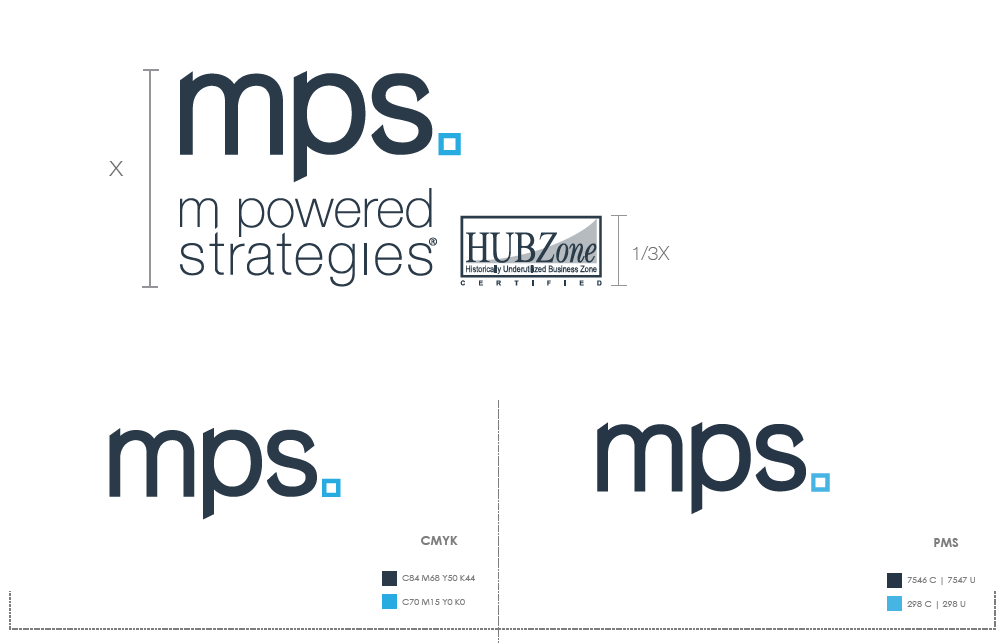 mps.
X
m powered
strategies®
HUBZone
Historically Underutilized Business Zone
CERTIFIED
1/3X
mps.
mps.
CMYK
C84 M68 Y50 K44
C70 M15 Y0 K0
PMS
7546 C | 7547 U
298 C | 298 U